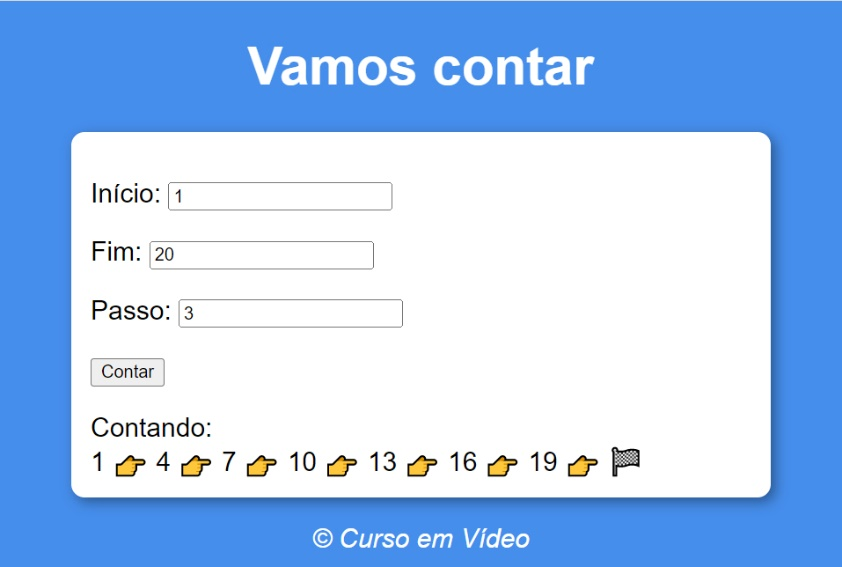 Vamos contar
Início: 1
Fim: 20
Passo: 3
Contar
Contando:
1 👉 4 👉 7 👉 10 👉 13 👉 16 👉 19 👉 🏁
© Curso em Vídeo